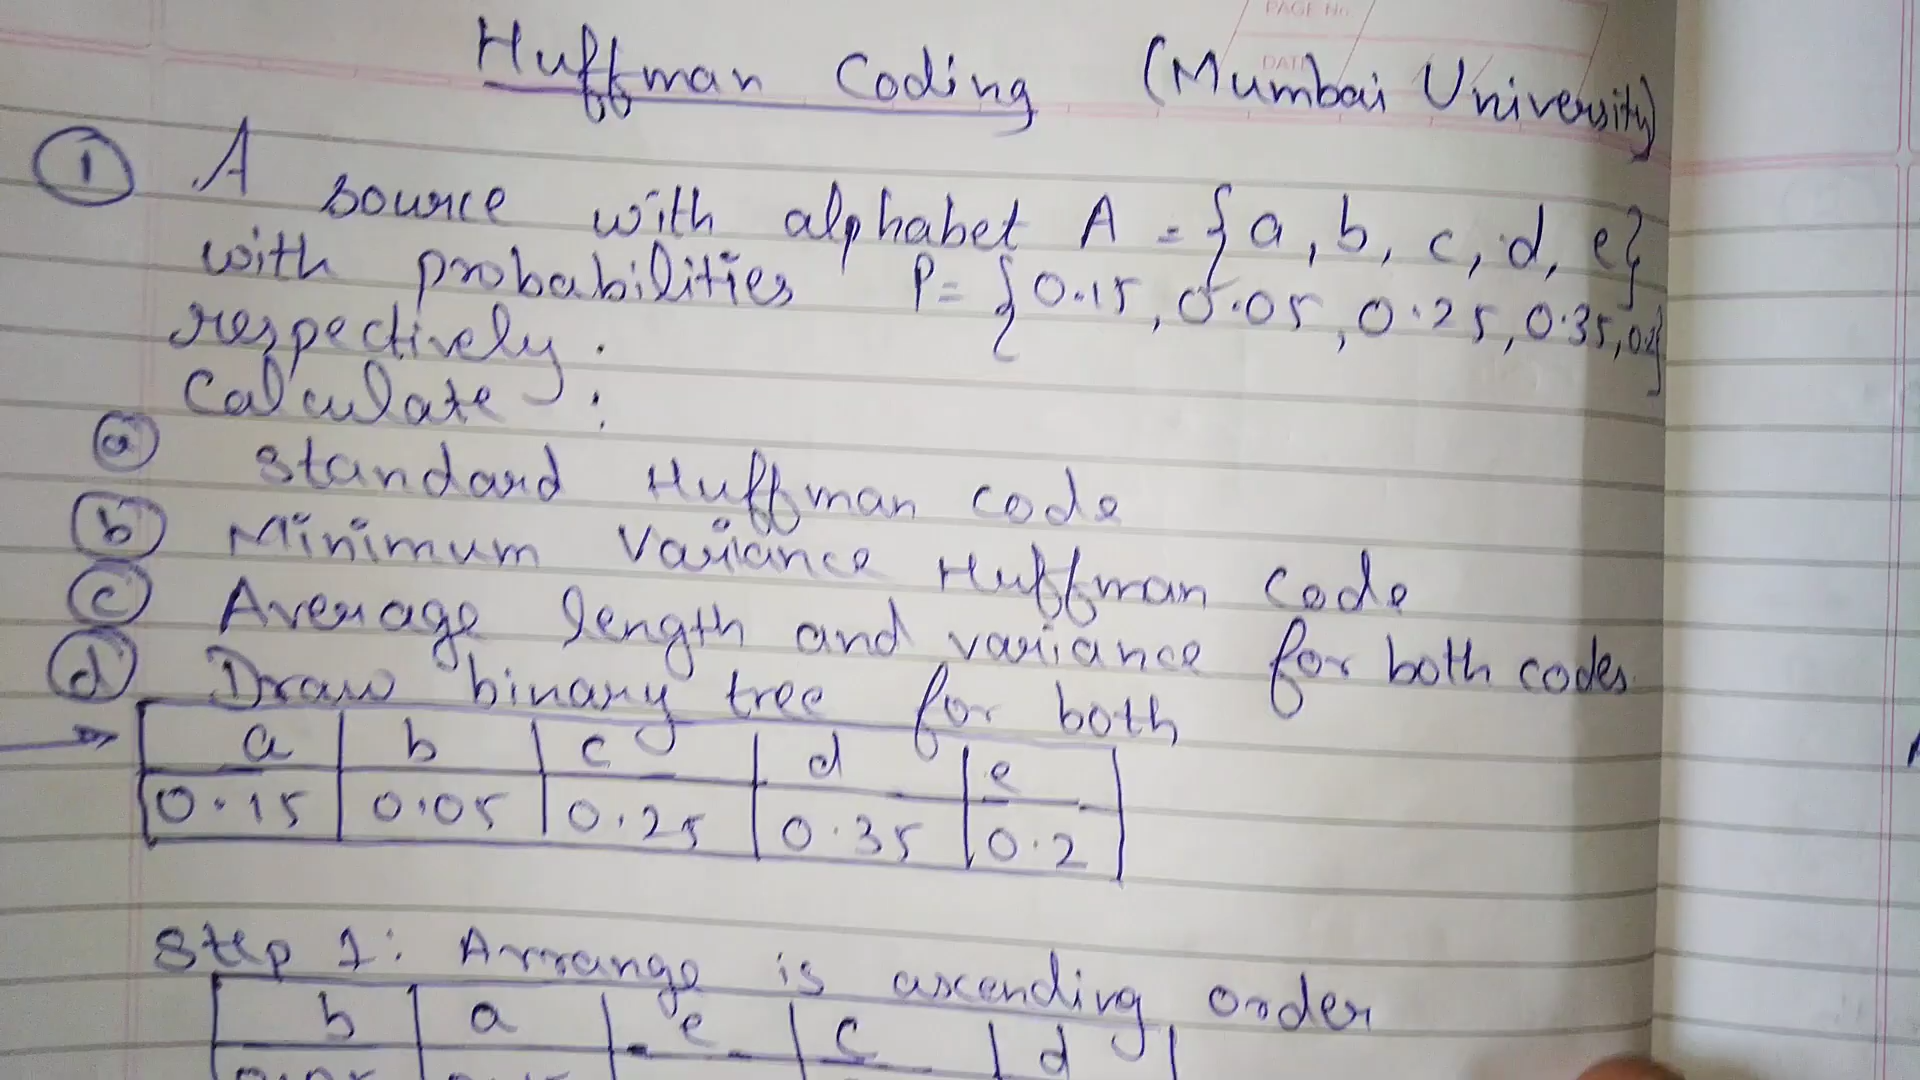 PAGE No.
DATE
Huffman Coding (Mumbai University)
① A source with alphabet A = {a, b, c, d, e}
with probabilities P= {0.15, 0.05, 0.25, 0.35, 0.2}
respectively.
Calculate :
ⓐ Standard Huffman code
ⓑ Minimum Variance Huffman Code
ⓒ Average length and variance for both codes.
ⓓ Draw binary tree for both
→ a b c d e
0.15 0.05 0.25 0.35 0.2
Step 1: Arrange is ascending order
b a e c d